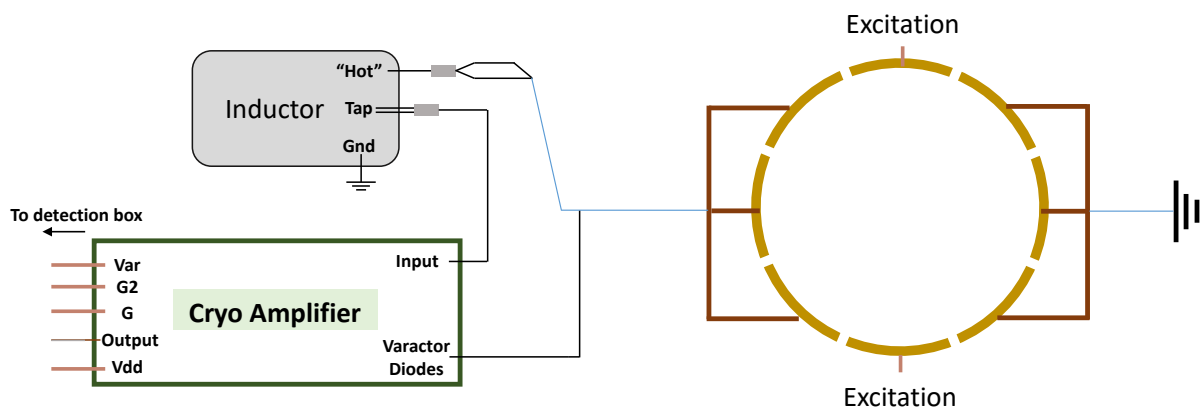 Excitation
“Hot”
Inductor
Tap
Gnd
To detection box
Var
G2
G
Output
Vdd
Cryo Amplifier
Input
Varactor
Diodes
Excitation